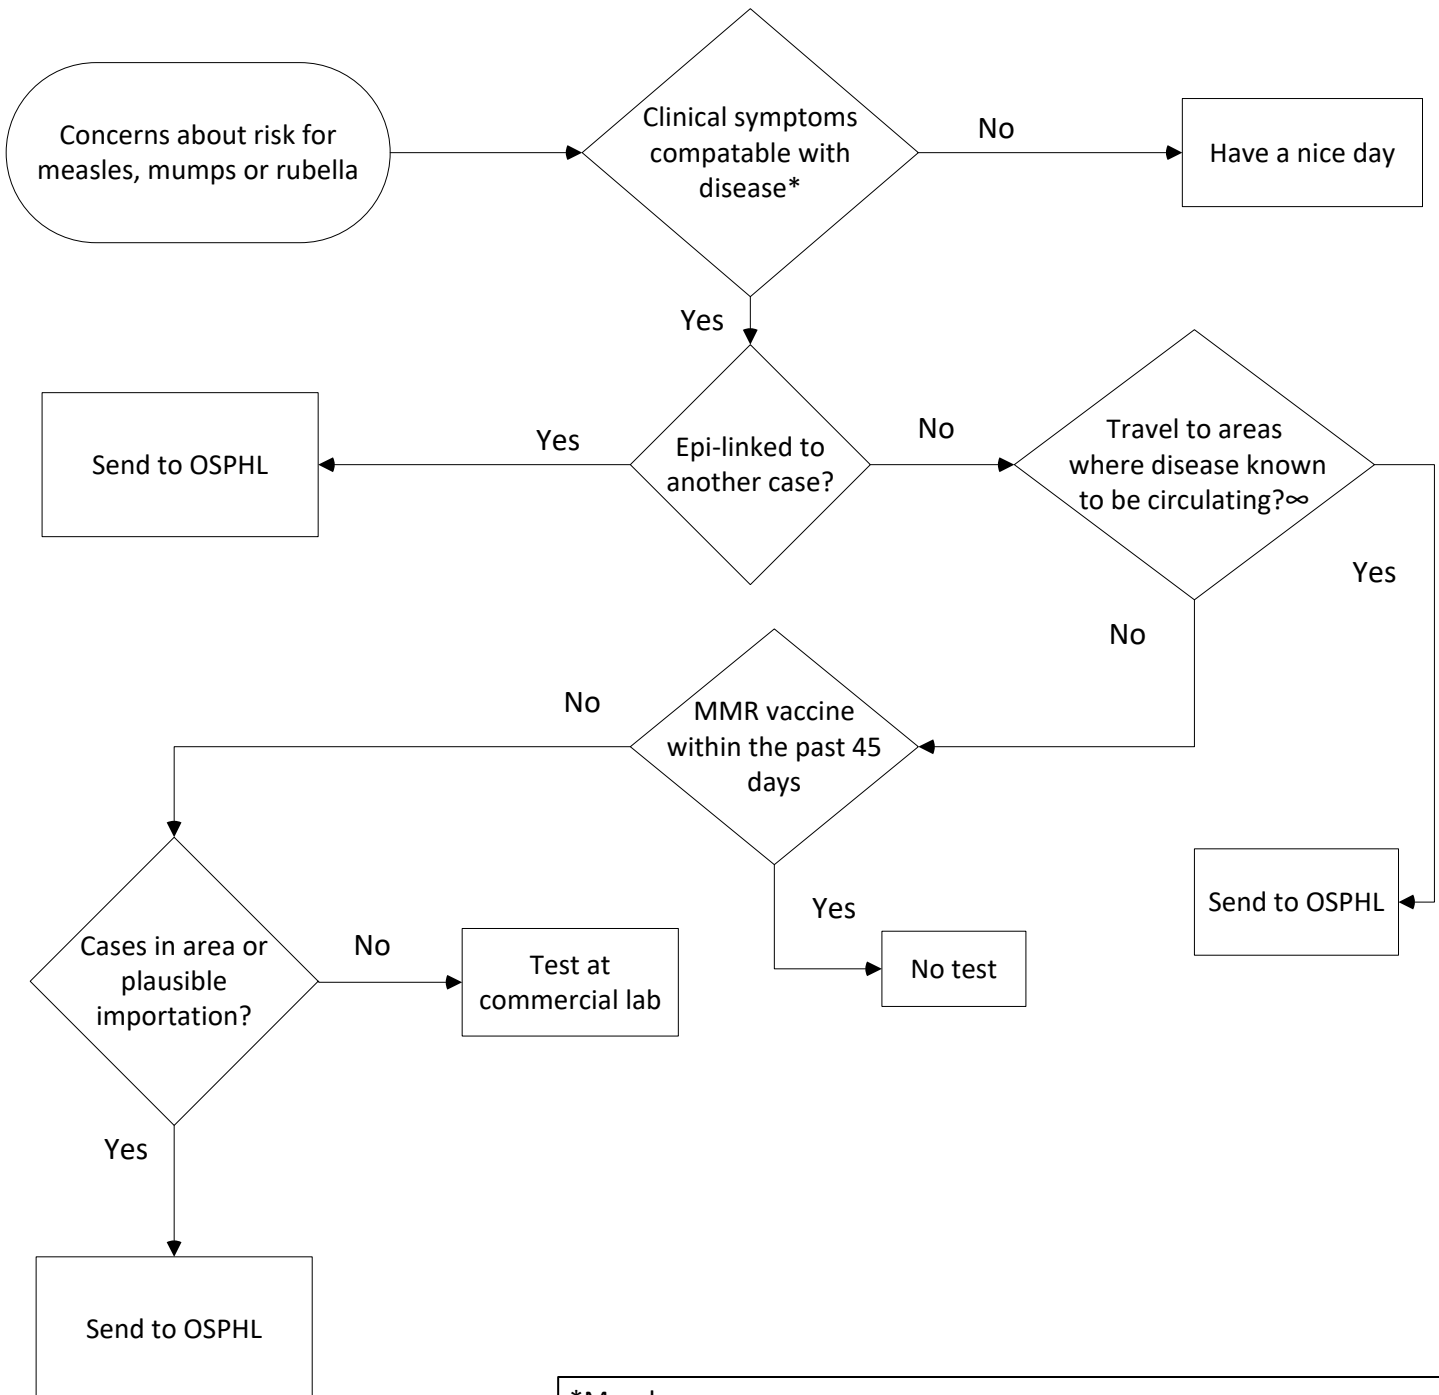 Concerns about risk for
measles, mumps or rubella
Clinical symptoms
compatable with
disease*
No
Have a nice day
Yes
Send to OSPHL
Yes
Epi-linked to
another case?
No
Travel to areas
where disease known
to be circulating?∞
Yes
No
No
MMR vaccine
within the past 45
days
Yes
No test
Send to OSPHL
Cases in area or
plausible
importation?
No
Test at
commercial lab
Yes
Send to OSPHL